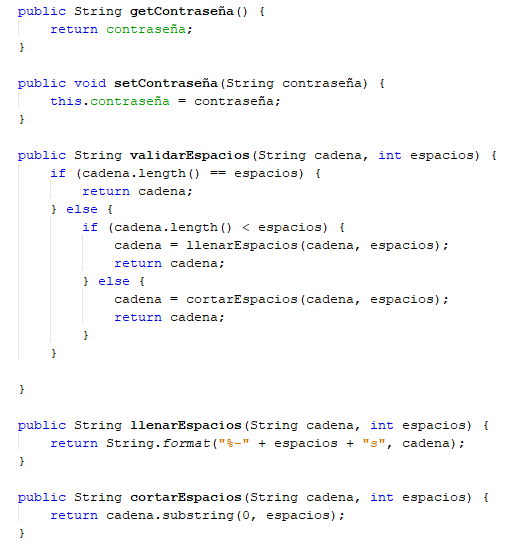 public String getContraseña() {
    return contraseña;
}

public void setContraseña(String contraseña) {
    this.contraseña = contraseña;
}

public String validarEspacios(String cadena, int espacios) {
    if (cadena.length() == espacios) {
        return cadena;
    } else {
        if (cadena.length() < espacios) {
            cadena = llenarEspacios(cadena, espacios);
            return cadena;
        } else {
            cadena = cortarEspacios(cadena, espacios);
            return cadena;
        }
    }

}

public String llenarEspacios(String cadena, int espacios) {
    return String.format("%-" + espacios + "s", cadena);
}

public String cortarEspacios(String cadena, int espacios) {
    return cadena.substring(0, espacios);
}